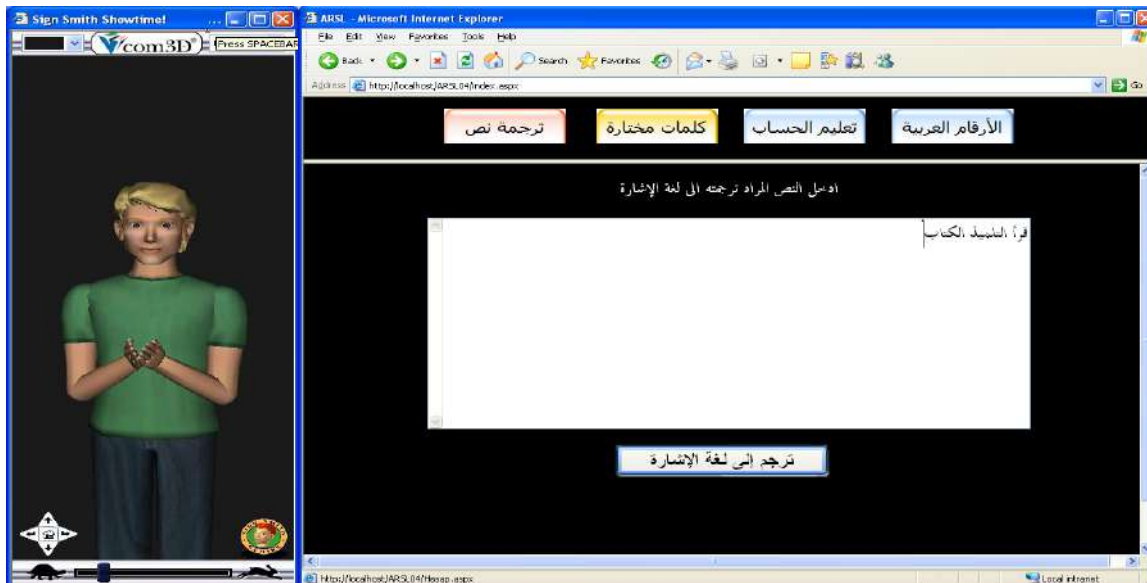 Sign Smith Showtime! ...
Vcom3D
Press SPACEBAR
ARSL - Microsoft Internet Explorer
File Edit View Favorites Tools Help
Back Search Favorites
Address http://localhost/ARSL04/index.aspx Go
الأرقام العربية تعليم الحساب كلمات مختارة ترجمة نص
ادخل النص المراد ترجمته الى لغة الإشارة
قرأ التلميذ الكتاب
ترجم إلى لغة الإشارة
http://localhost/ARSL04/Hesap.aspx Local intranet